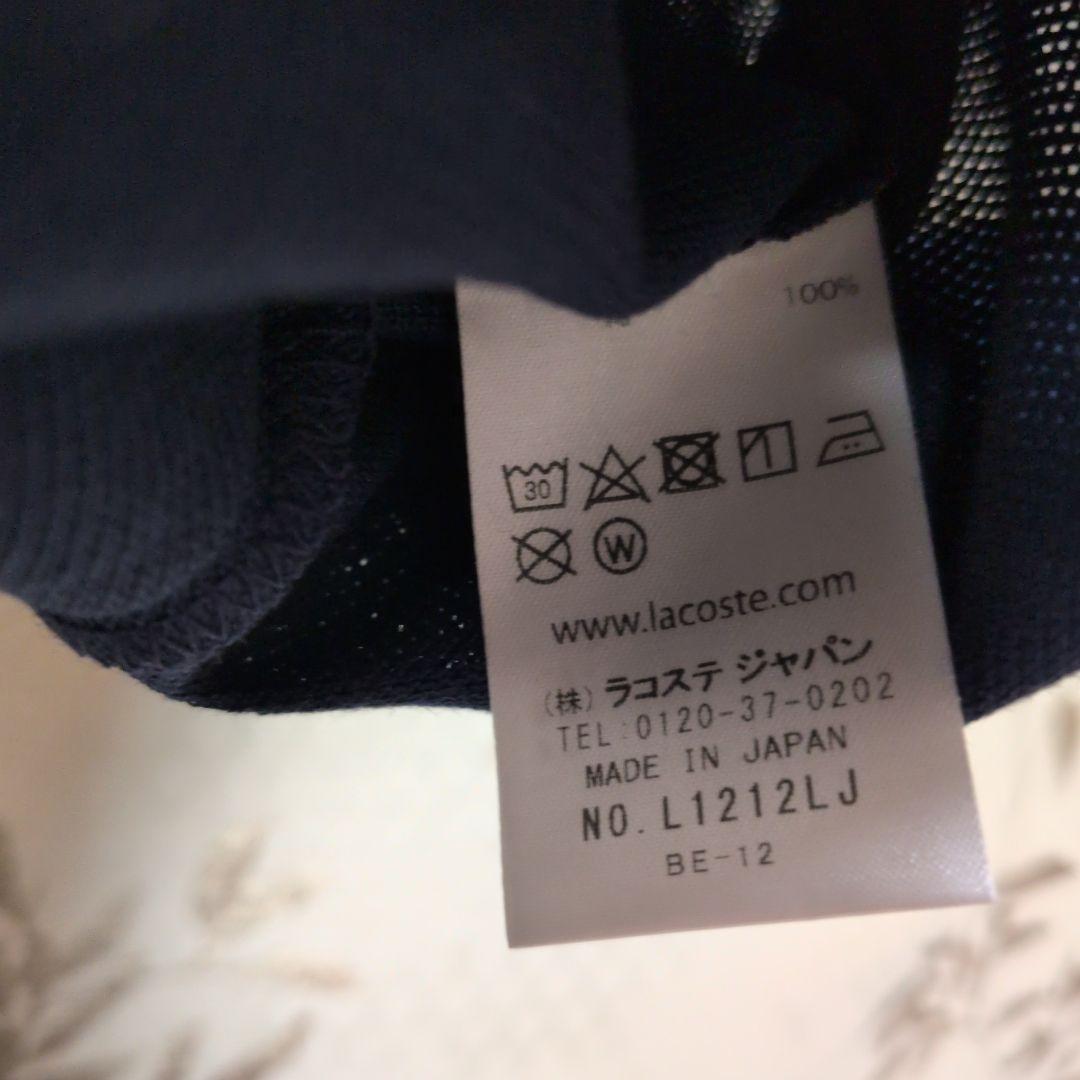 100%
30
W
www.lacoste.com
(株) ラコステ ジャパン
TEL:0120-37-0202
MADE IN JAPAN
NO. L1212LJ
BE-12